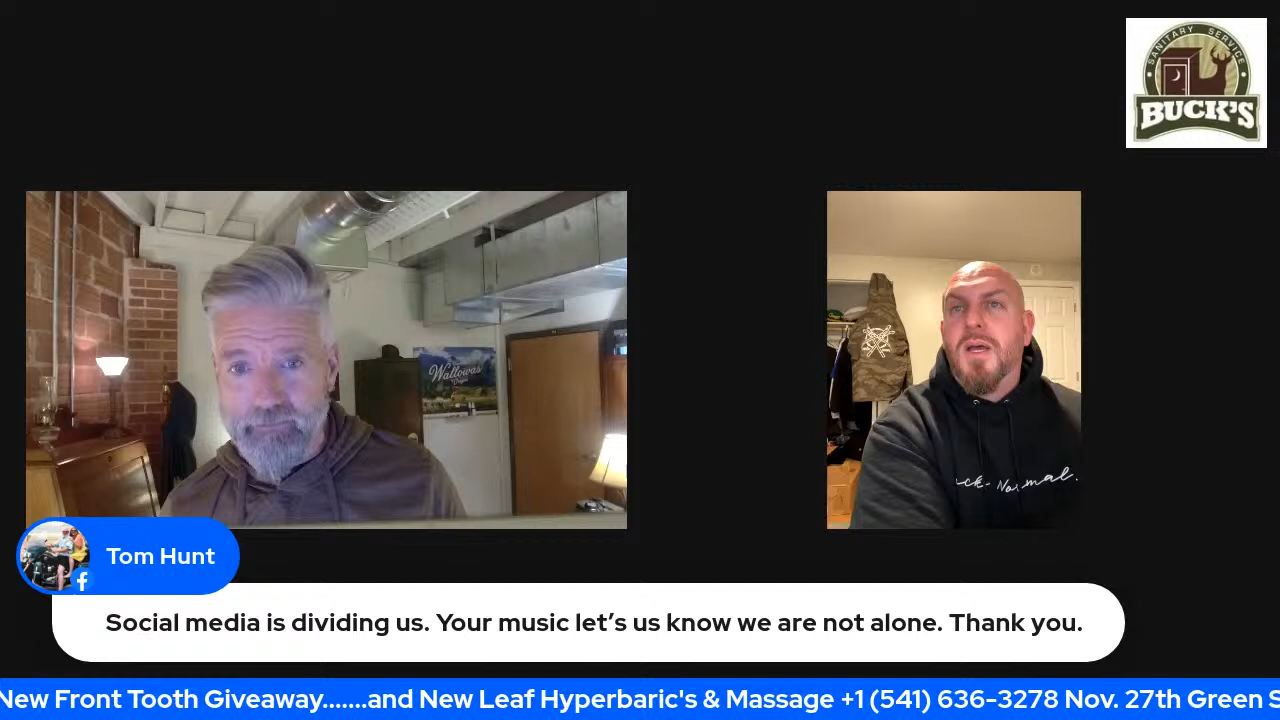 SANITARY SERVICE
BUCK'S
Wallowas
ck- Normal.
Tom Hunt
Social media is dividing us. Your music let’s us know we are not alone. Thank you.
New Front Tooth Giveaway.......and New Leaf Hyperbaric's & Massage +1 (541) 636-3278 Nov. 27th Green S